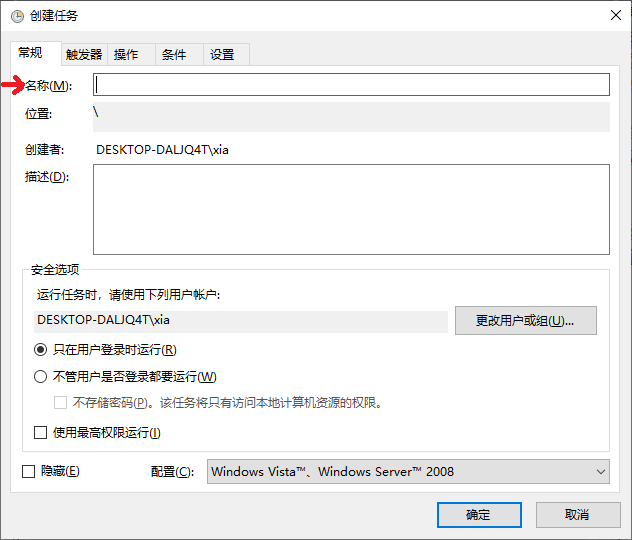 创建任务
常规 触发器 操作 条件 设置
名称(M):
位置: \
创建者: DESKTOP-DALJQ4T\xia
描述(D):
安全选项
运行任务时，请使用下列用户帐户:
DESKTOP-DALJQ4T\xia 更改用户或组(U)...
只在用户登录时运行(R)
不管用户是否登录都要运行(W)
不存储密码(P)。该任务将只有访问本地计算机资源的权限。
使用最高权限运行(I)
隐藏(E) 配置(C): Windows Vista™、Windows Server™ 2008
确定 取消